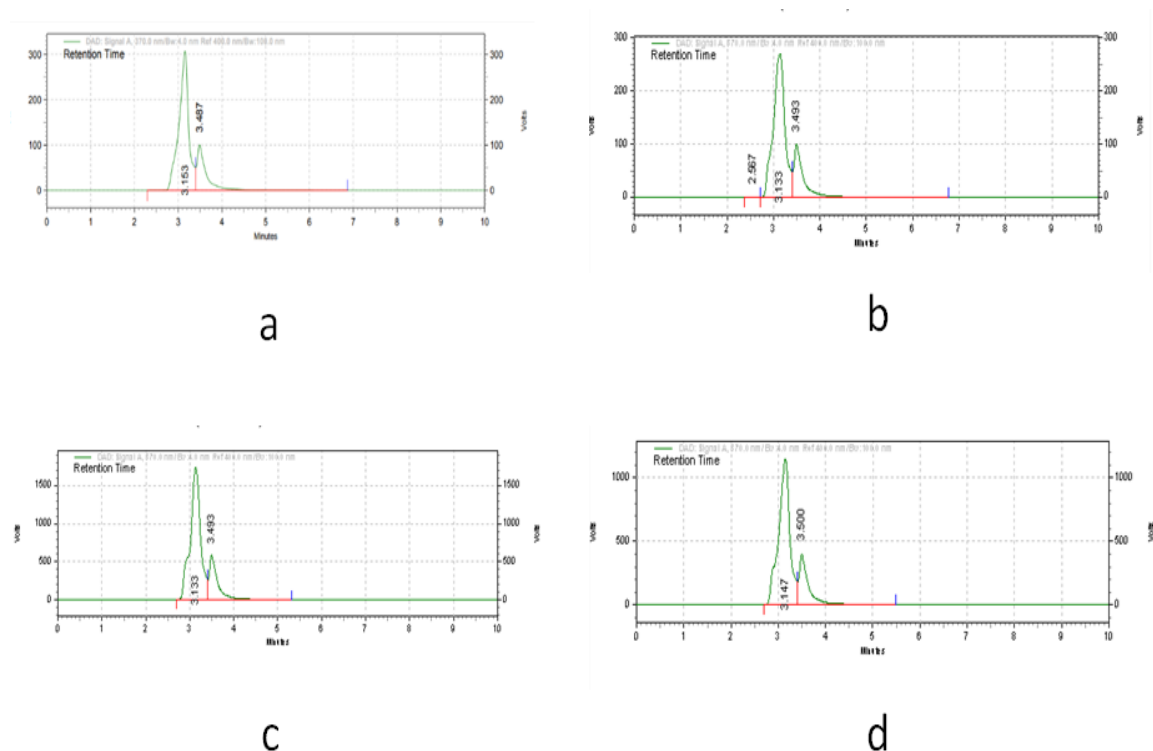 DAD: Signal A, 370.0 nm/Bw:4.0 nm Ref 400.0 nm/Bw:100.0 nm
Retention Time
300 300
200 200
100 100
0 0
3.153
3.487
Volts
0 1 2 3 4 5 6 7 8 9 10
Minutes
a
Retention Time
300 300
200 200
100 100
0 0
2.567
3.133
3.493
Volts Volts
0 1 2 3 4 5 6 7 8 9 10
Minutes
b
Retention Time
1500 1500
1000 1000
500 500
0 0
3.133
3.493
Volts Volts
0 1 2 3 4 5 6 7 8 9 10
Minutes
c
Retention Time
1000 1000
500 500
0 0
3.147
3.500
Volts Volts
0 1 2 3 4 5 6 7 8 9 10
Minutes
d